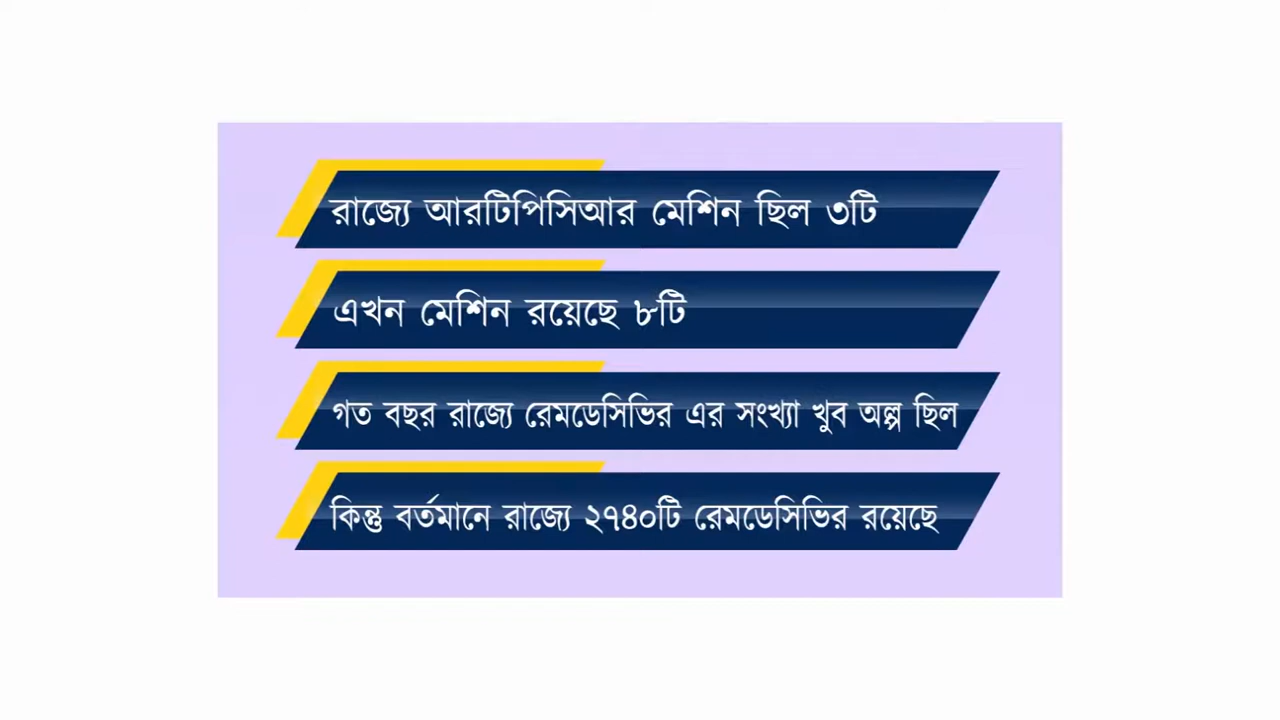 রাজ্যে আরটিপিসিআর মেশিন ছিল ৩টি
এখন মেশিন রয়েছে ৮টি
গত বছর রাজ্যে রেমডেসিভির এর সংখ্যা খুব অল্প ছিল
কিন্তু বর্তমানে রাজ্যে ২৭৪০টি রেমডেসিভির রয়েছে